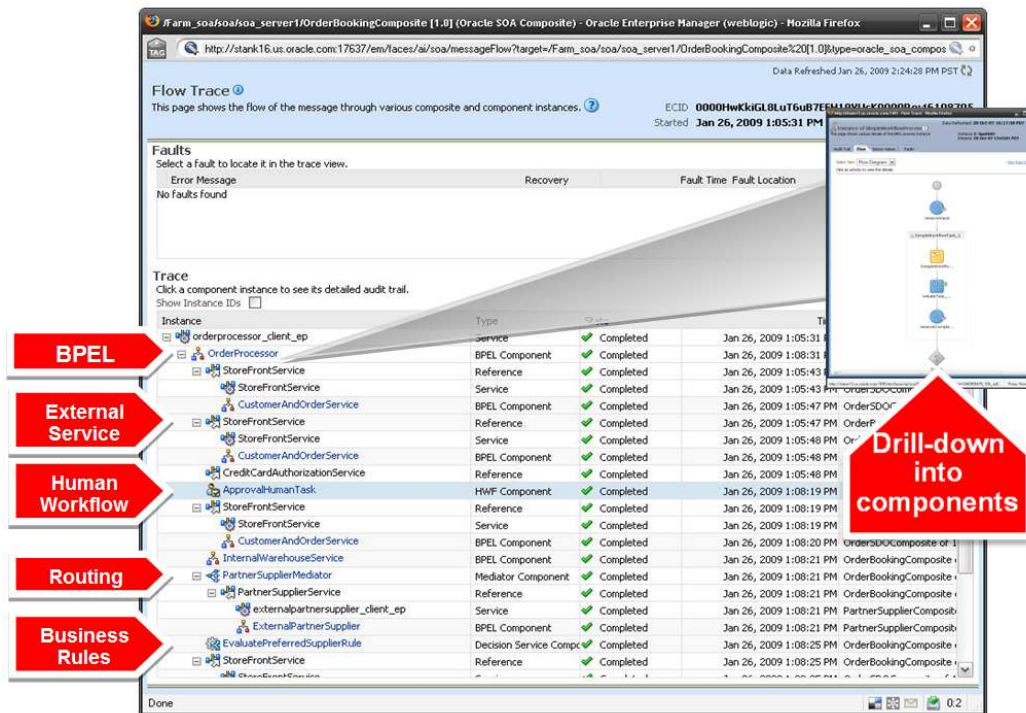 /Farm_soa/soa/soa_server1/OrderBookingComposite [1.0] (Oracle SOA Composite) - Oracle Enterprise Manager (weblogic) - Mozilla Firefox
TAG
http://stank16.us.oracle.com:17637/em/faces/ai/soa/messageFlow?target=/Farm_soa/soa/soa_server1/OrderBookingComposite%20[1.0]&type=oracle_soa_compos
Data Refreshed Jan 26, 2009 2:24:28 PM PST
Flow Trace
This page shows the flow of the message through various composite and component instances.
ECID
Started Jan 26, 2009 1:05:31 PM
Faults
Select a fault to locate it in the trace view.
Error Message Recovery Fault Time Fault Location
No faults found
Trace
Click a component instance to see its detailed audit trail.
Show Instance IDs
Instance Type
orderprocessor_client_ep Service Completed Jan 26, 2009 1:05:31
BPEL
OrderProcessor BPEL Component Completed Jan 26, 2009 1:08:31
StoreFrontService Reference Completed Jan 26, 2009 1:05:43
StoreFrontService Service Completed Jan 26, 2009 1:05:43 PM
CustomerAndOrderService BPEL Component Completed Jan 26, 2009 1:05:47 PM
External Service
StoreFrontService Reference Completed Jan 26, 2009 1:05:47 PM
StoreFrontService Service Completed Jan 26, 2009 1:05:48 PM
CustomerAndOrderService BPEL Component Completed Jan 26, 2009 1:05:48 PM
CreditCardAuthorizationService Reference Completed Jan 26, 2009 1:05:48 PM
Human Workflow
ApprovalHumanTask HWF Component Completed Jan 26, 2009 1:08:19 PM
StoreFrontService Reference Completed Jan 26, 2009 1:08:19 PM
StoreFrontService Service Completed Jan 26, 2009 1:08:19 PM
CustomerAndOrderService BPEL Component Completed Jan 26, 2009 1:08:20 PM OrderSDOComposite of 1
InternalWarehouseService BPEL Component Completed Jan 26, 2009 1:08:21 PM OrderBookingComposite
Routing
PartnerSupplierMediator Mediator Component Completed Jan 26, 2009 1:08:21 PM OrderBookingComposite
PartnerSupplierService Reference Completed Jan 26, 2009 1:08:21 PM OrderBookingComposite
externalpartnersupplier_client_ep Service Completed Jan 26, 2009 1:08:21 PM PartnerSupplierComposit
ExternalPartnerSupplier BPEL Component Completed Jan 26, 2009 1:08:21 PM PartnerSupplierComposit
Business Rules
EvaluatePreferredSupplierRule Decision Service Compo Completed Jan 26, 2009 1:08:25 PM OrderBookingComposite
StoreFrontService Reference Completed Jan 26, 2009 1:08:25 PM OrderBookingComposite
Drill-down
into
components
Done
0:2